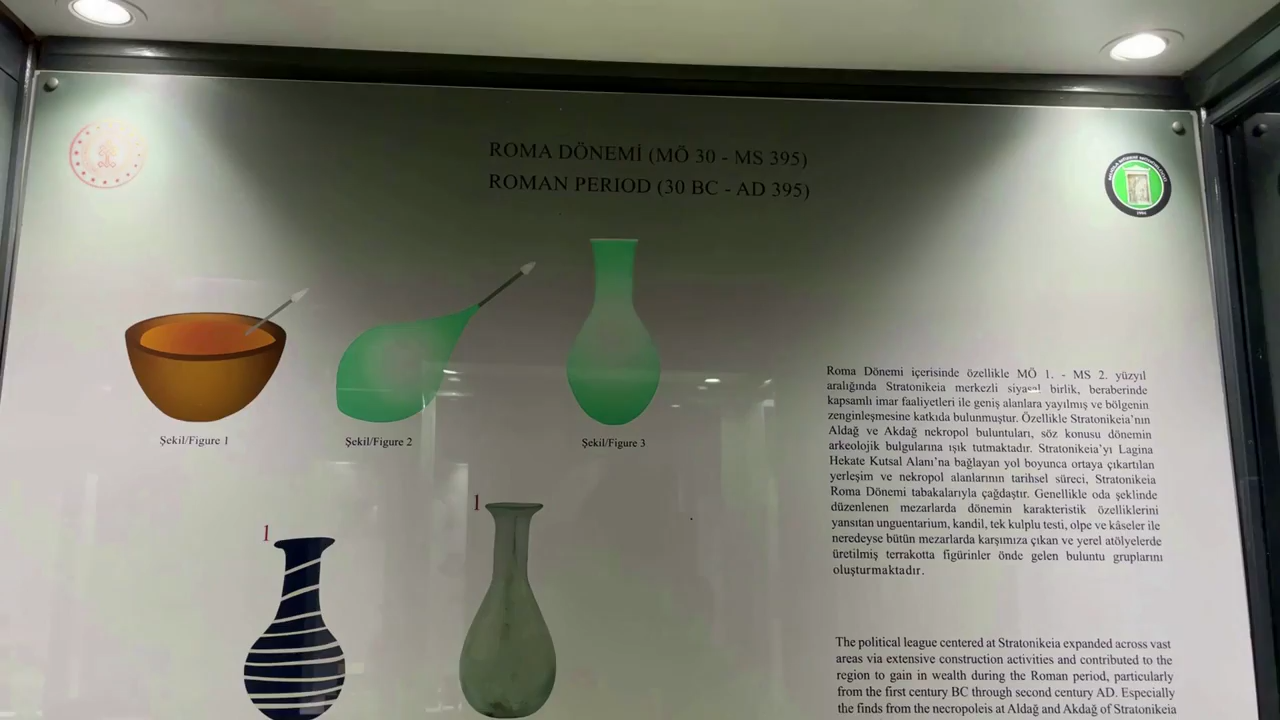 ROMA DÖNEMİ (MÖ 30 - MS 395)
ROMAN PERIOD (30 BC - AD 395)
Şekil/Figure 1
Şekil/Figure 2
Şekil/Figure 3
1
1
Roma Dönemi içerisinde özellikle MÖ 1. - MS 2. yüzyıl
aralığında Stratonikeia merkezli siyasal birlik, beraberinde
kapsamlı imar faaliyetleri ile geniş alanlara yayılmış ve bölgenin
zenginleşmesine katkıda bulunmuştur. Özellikle Stratonikeia'nın
Aldağ ve Akdağ nekropol buluntuları, söz konusu dönemin
arkeolojik bulgularına ışık tutmaktadır. Stratonikeia'yı Lagina
Hekate Kutsal Alanı'na bağlayan yol boyunca ortaya çıkartılan
yerleşim ve nekropol alanlarının tarihsel süreci, Stratonikeia
Roma Dönemi tabakalarıyla çağdaştır. Genellikle oda şeklinde
düzenlenen mezarlarda dönemin karakteristik özelliklerini
yansıtan unguentarium, kandil, tek kulplu testi, olpe ve kâseler ile
neredeyse bütün mezarlarda karşımıza çıkan ve yerel atölyelerde
üretilmiş terrakotta figürinler önde gelen buluntu gruplarını
oluşturmaktadır.
The political league centered at Stratonikeia expanded across vast
areas via extensive construction activities and contributed to the
region to gain in wealth during the Roman period, particularly
from the first century BC through second century AD. Especially
the finds from the necropoleis at Aldağ and Akdağ of Stratonikeia